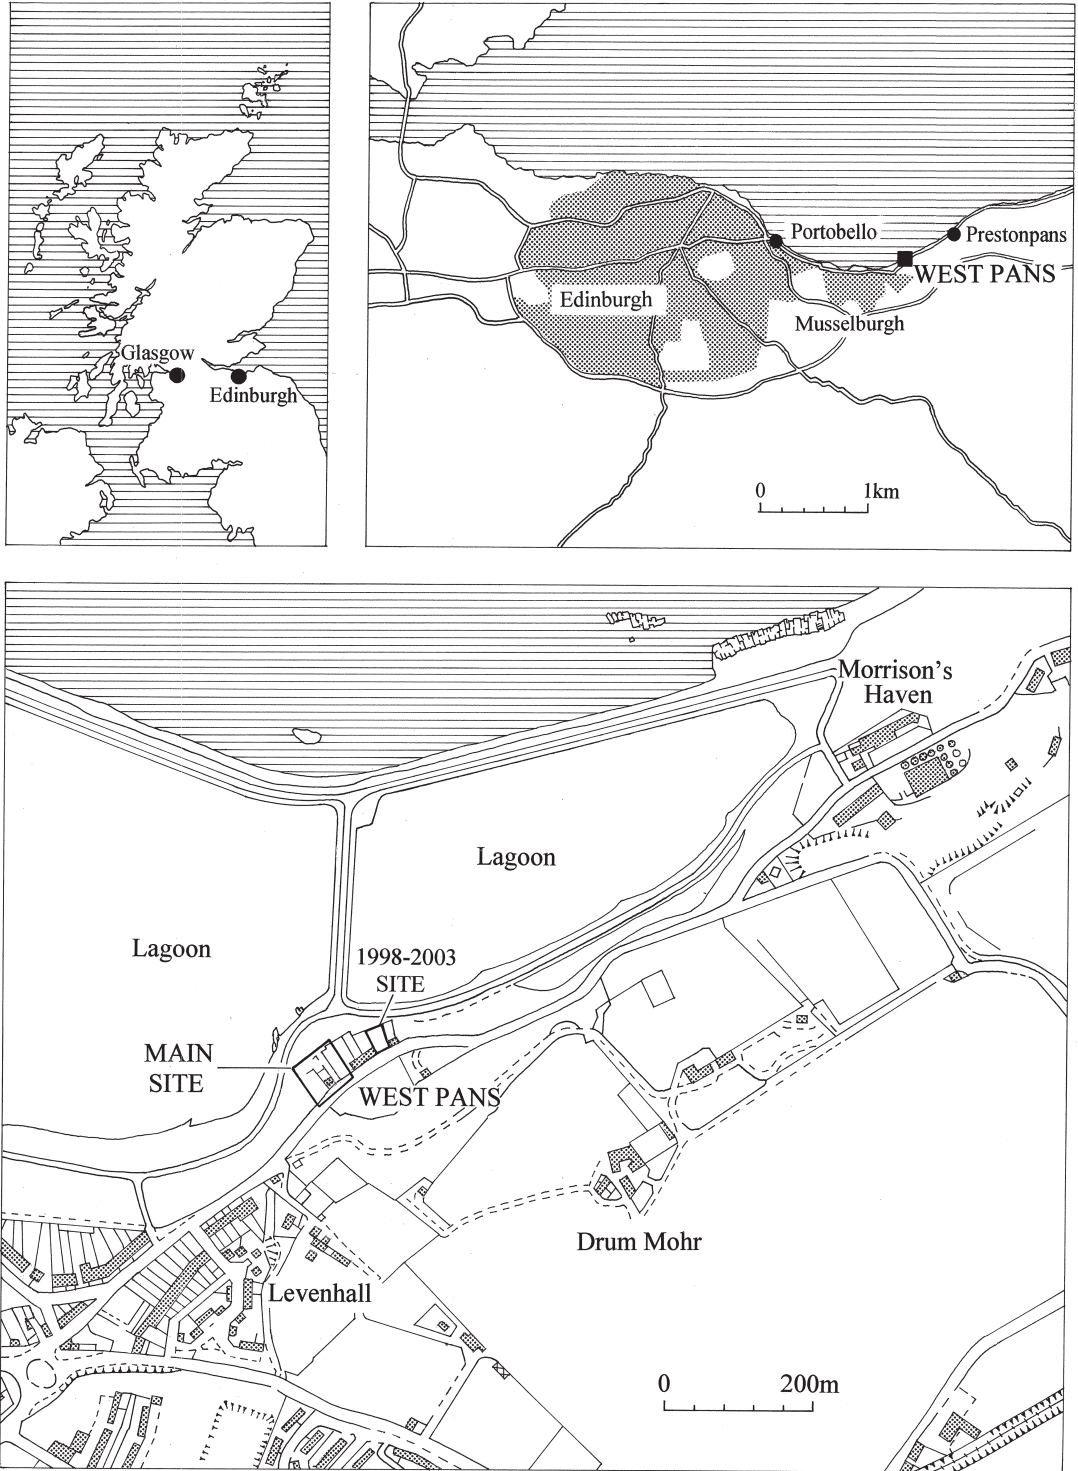 Glasgow
Edinburgh
Portobello
Prestonpans
WEST PANS
Edinburgh
Musselburgh
0 1km
Morrison's
Haven
Lagoon
Lagoon
1998-2003
SITE
MAIN
SITE
WEST PANS
Drum Mohr
Levenhall
0 200m